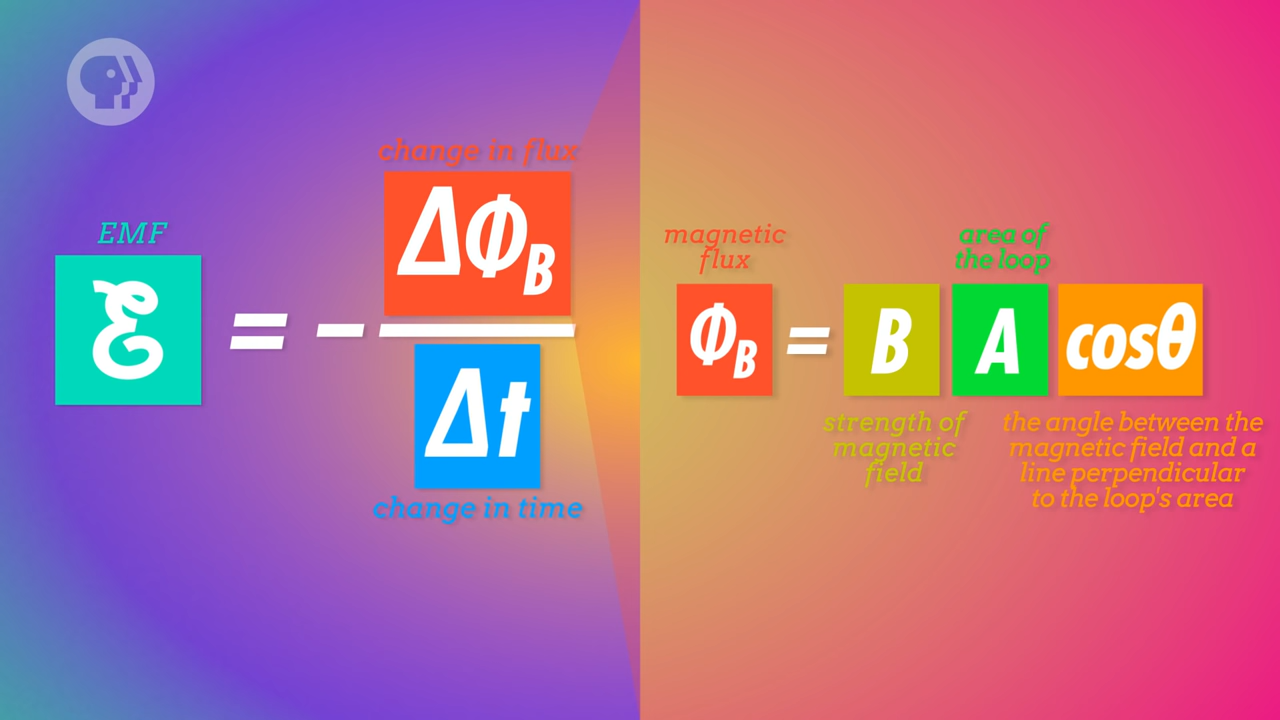 change in flux
EMF
ℰ = − ΔΦB
Δt
change in time
magnetic
flux
area of
the loop
ΦB = B A cosθ
strength of
magnetic
field
the angle between the
magnetic field and a
line perpendicular
to the loop's area